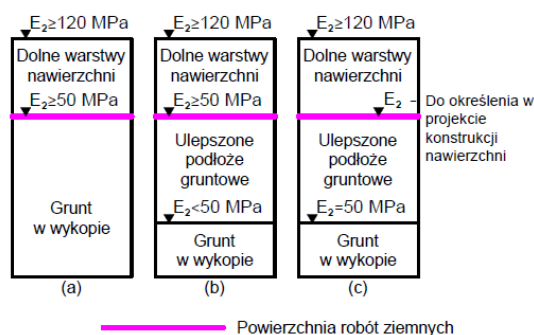 E₂≥120 MPa
Dolne warstwy
nawierzchni
E₂≥50 MPa
Grunt
w wykopie
(a)
E₂≥120 MPa
Dolne warstwy
nawierzchni
E₂≥50 MPa
Ulepszone
podłoże
gruntowe
E₂<50 MPa
Grunt
w wykopie
(b)
E₂≥120 MPa
Dolne warstwy
nawierzchni
E₂ - Do określenia w
projekcie
konstrukcji
nawierzchni
Ulepszone
podłoże
gruntowe
E₂=50 MPa
Grunt
w wykopie
(c)
Powierzchnia robót ziemnych